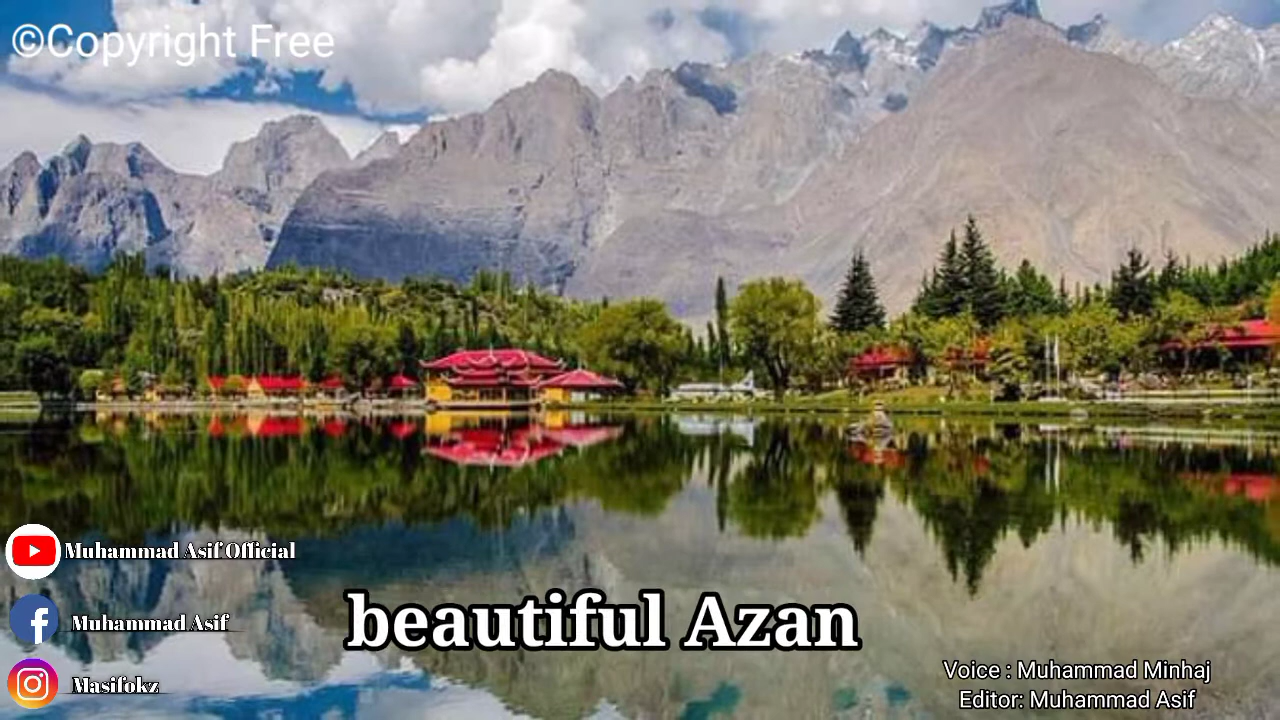 ©Copyright Free
Muhammad Asif Official
Muhammad Asif
Masifokz
beautiful Azan
Voice : Muhammad Minhaj
Editor: Muhammad Asif